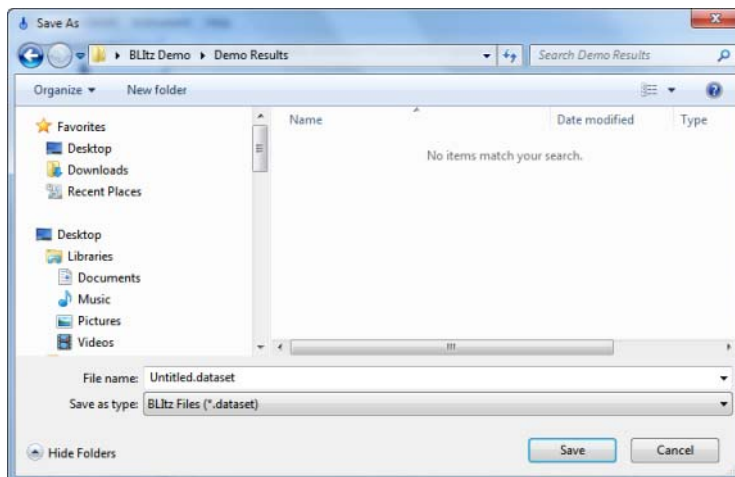 Save As
BLItz Demo Demo Results
Search Demo Results
Organize New folder
Name Date modified Type
Favorites
No items match your search.
Desktop
Downloads
Recent Places
Desktop
Libraries
Documents
Music
Pictures
Videos
File name: Untitled.dataset
Save as type: BLItz Files (*.dataset)
Hide Folders Save Cancel